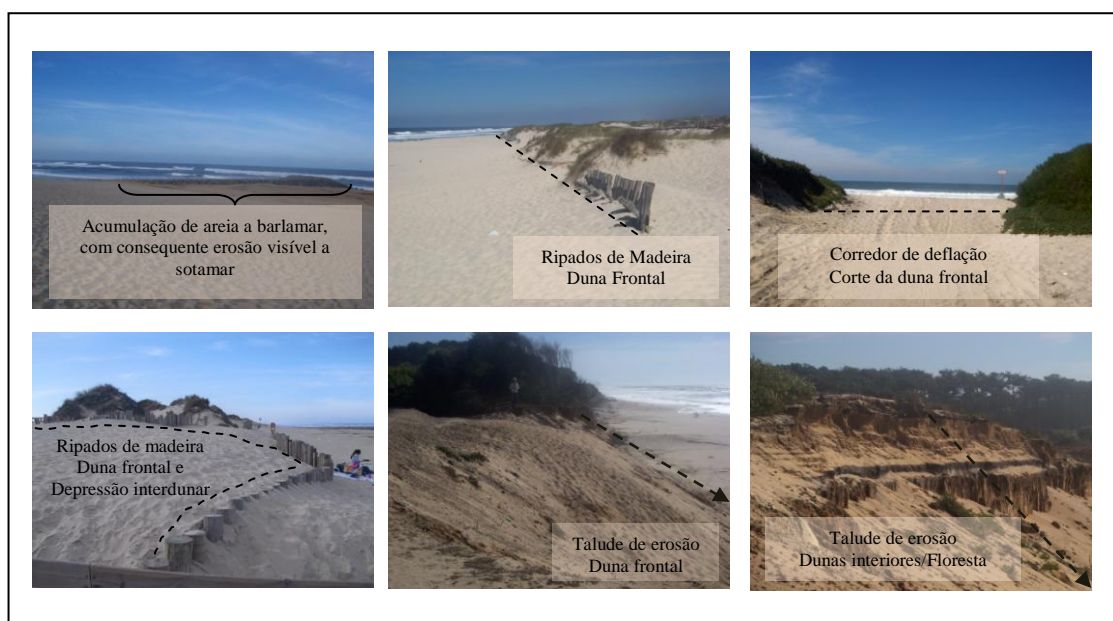 Acumulação de areia a barlamar,
com consequente erosão visível a
sotamar
Ripados de Madeira
Duna Frontal
Corredor de deflação
Corte da duna frontal
Ripados de madeira
Duna frontal e
Depressão interdunar
Talude de erosão
Duna frontal
Talude de erosão
Dunas interiores/Floresta